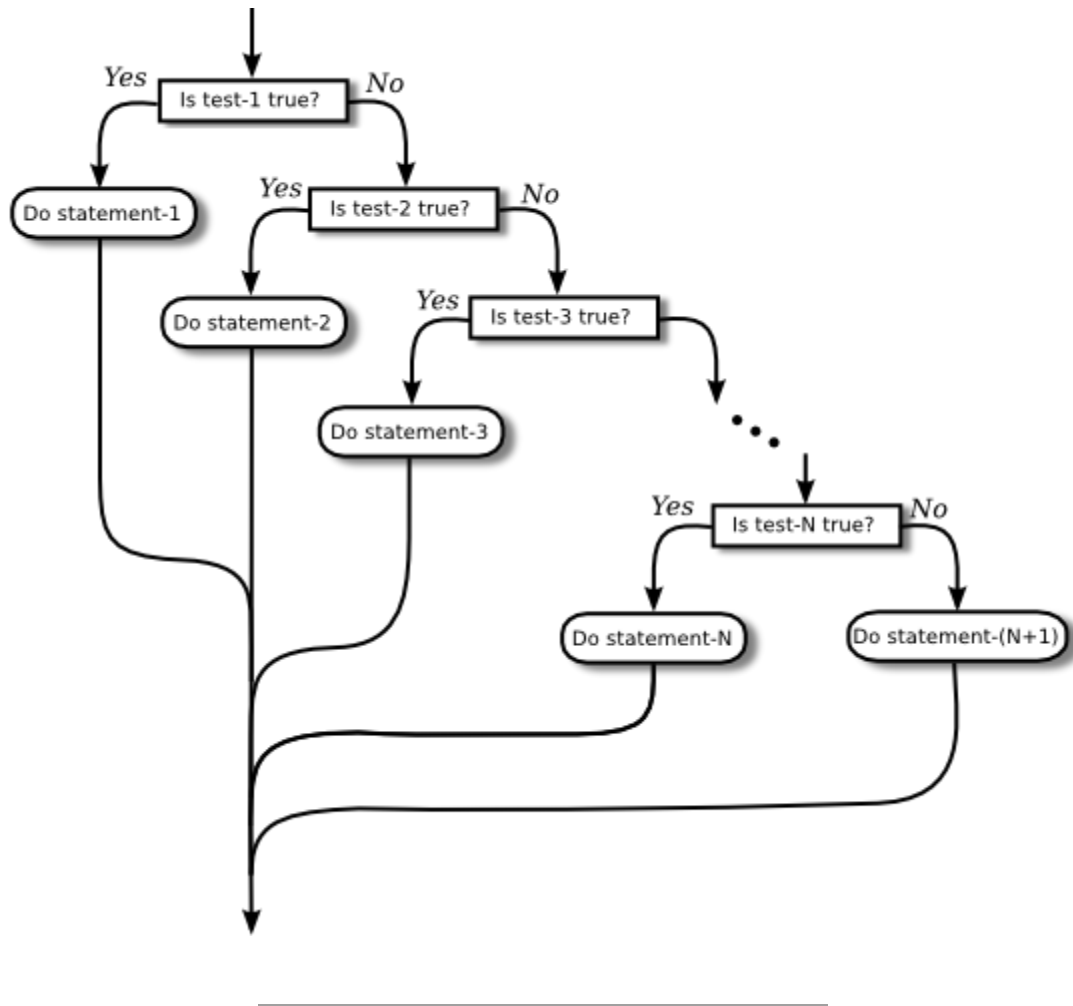 Yes
No
Is test-1 true?
Yes
No
Do statement-1
Is test-2 true?
Yes
Do statement-2
Is test-3 true?
Do statement-3
Yes
No
Is test-N true?
Do statement-N
Do statement-(N+1)